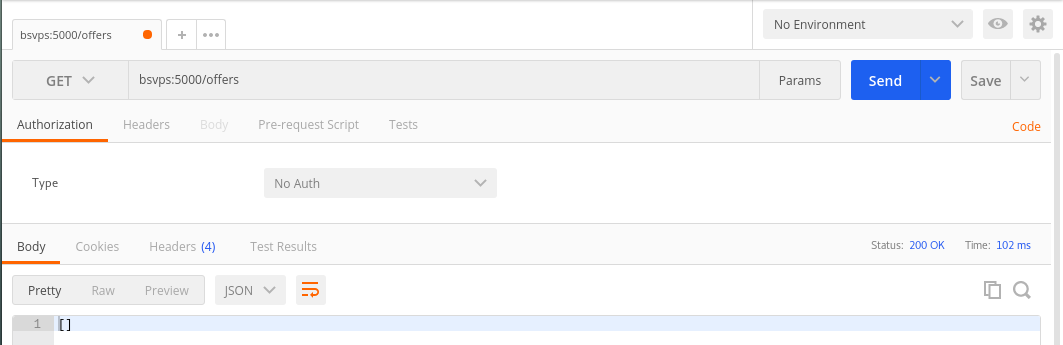 bsvps:5000/offers + ••• No Environment
GET bsvps:5000/offers Params Send Save
Authorization Headers Body Pre-request Script Tests Code
Type No Auth
Body Cookies Headers (4) Test Results Status: 200 OK Time: 102 ms
Pretty Raw Preview JSON
1 []